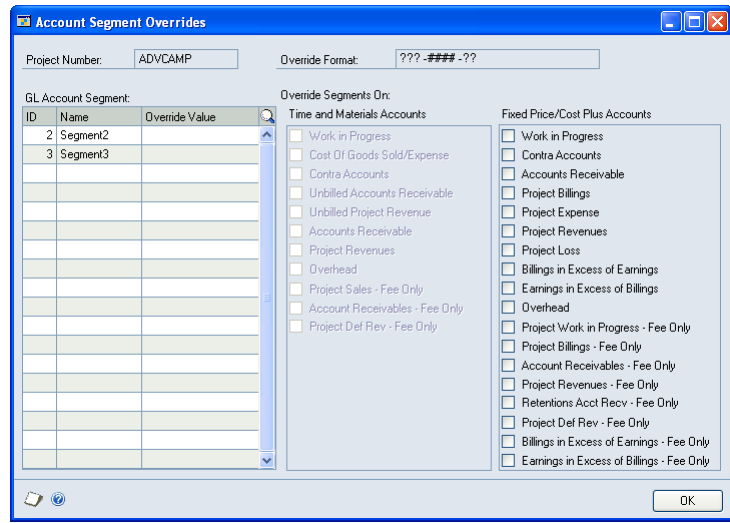 Account Segment Overrides
Project Number: ADVCAMP Override Format: ??? -#### -??
GL Account Segment: Override Segments On:
ID Name Override Value Time and Materials Accounts Fixed Price/Cost Plus Accounts
2 Segment2
3 Segment3
Work in Progress
Cost Of Goods Sold/Expense
Contra Accounts
Unbilled Accounts Receivable
Unbilled Project Revenue
Accounts Receivable
Project Revenues
Overhead
Project Sales - Fee Only
Account Receivables - Fee Only
Project Def Rev - Fee Only
Work in Progress
Contra Accounts
Accounts Receivable
Project Billings
Project Expense
Project Revenues
Project Loss
Billings in Excess of Earnings
Earnings in Excess of Billings
Overhead
Project Work in Progress - Fee Only
Project Billings - Fee Only
Account Receivables - Fee Only
Project Revenues - Fee Only
Retentions Acct Recv - Fee Only
Project Def Rev - Fee Only
Billings in Excess of Earnings - Fee Only
Earnings in Excess of Billings - Fee Only
OK